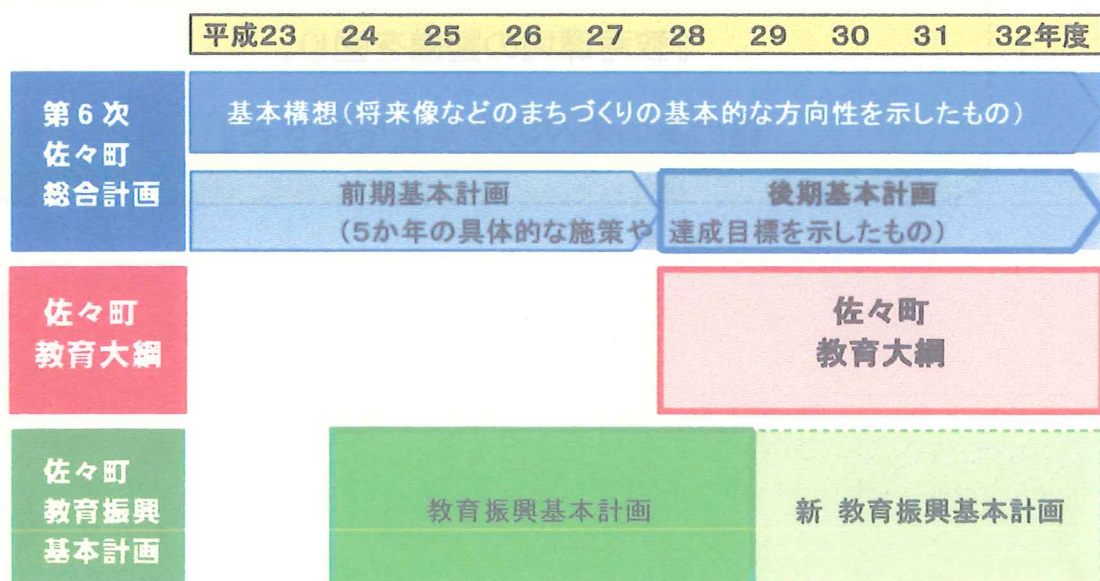 平成23 24 25 26 27 28 29 30 31 32年度
第6次
佐々町
総合計画
基本構想(将来像などのまちづくりの基本的な方向性を示したもの)
前期基本計画 後期基本計画
(5か年の具体的な施策や 達成目標を示したもの)
佐々町
教育大綱
佐々町
教育大綱
佐々町
教育振興
基本計画
教育振興基本計画
新 教育振興基本計画